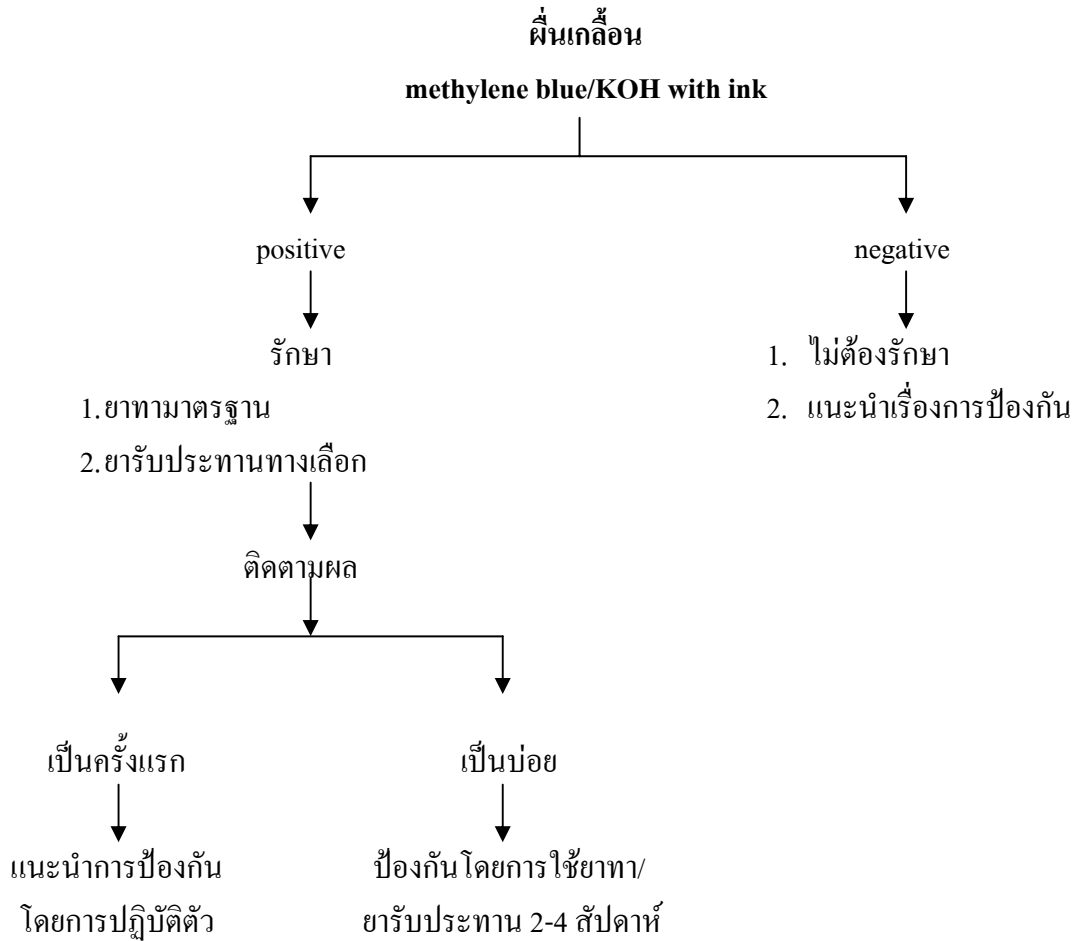 ผื่นเกลื้อน
methylene blue/KOH with ink
positive
negative
รักษา
1. ยาทามาตรฐาน
2. ยารับประทานทางเลือก
1. ไม่ต้องรักษา
2. แนะนำเรื่องการป้องกัน
ติดตามผล
เป็นครั้งแรก
เป็นบ่อย
แนะนำการป้องกัน
โดยการปฏิบัติตัว
ป้องกันโดยการใช้ยาทา/
ยารับประทาน 2-4 สัปดาห์